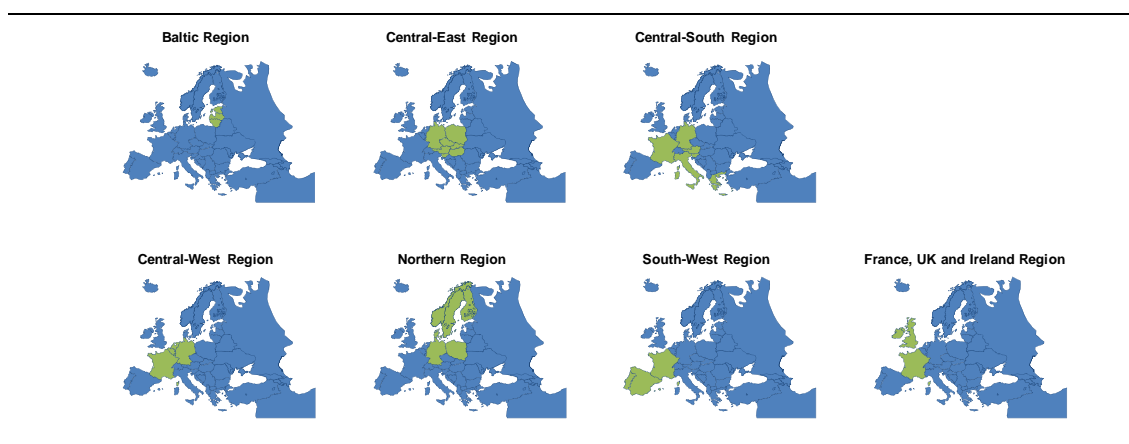 Baltic Region
Central-East Region
Central-South Region
Central-West Region
Northern Region
South-West Region
France, UK and Ireland Region